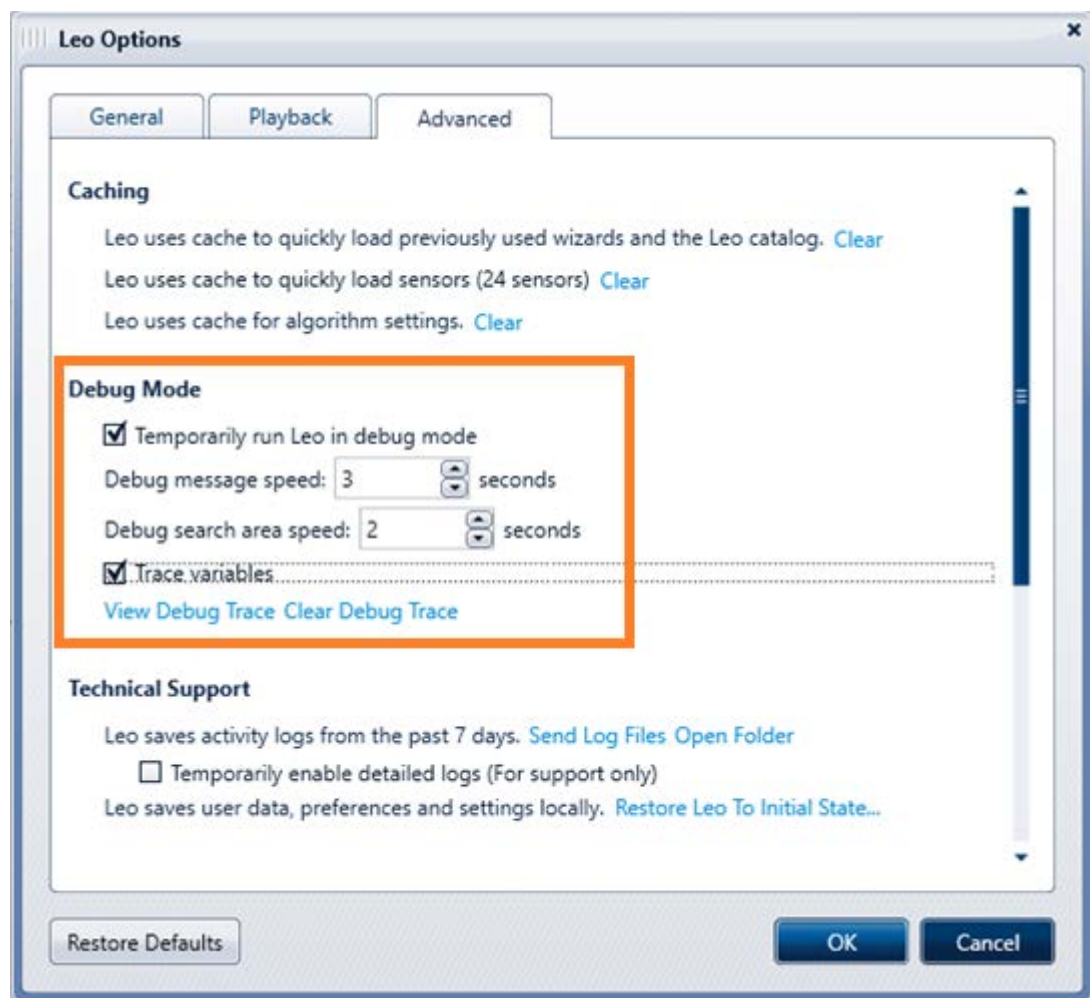 Leo Options
General Playback Advanced
Caching
Leo uses cache to quickly load previously used wizards and the Leo catalog. Clear
Leo uses cache to quickly load sensors (24 sensors) Clear
Leo uses cache for algorithm settings. Clear
Debug Mode
Temporarily run Leo in debug mode
Debug message speed: 3 seconds
Debug search area speed: 2 seconds
Trace variables
View Debug Trace Clear Debug Trace
Technical Support
Leo saves activity logs from the past 7 days. Send Log Files Open Folder
Temporarily enable detailed logs (For support only)
Leo saves user data, preferences and settings locally. Restore Leo To Initial State...
Restore Defaults OK Cancel